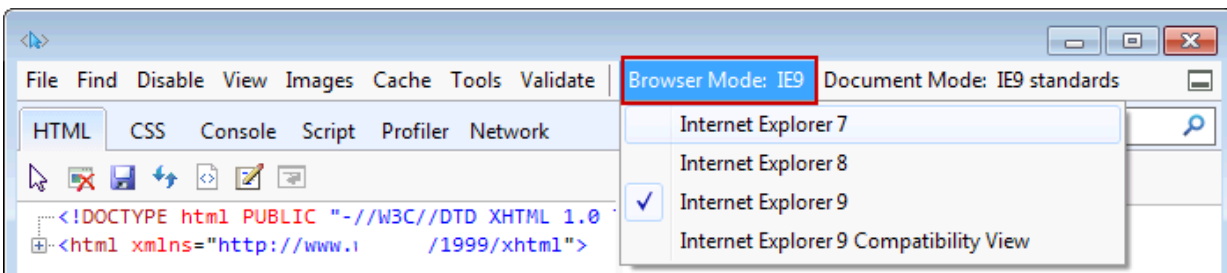 File Find Disable View Images Cache Tools Validate Browser Mode: IE9 Document Mode: IE9 standards
HTML CSS Console Script Profiler Network
Internet Explorer 7
Internet Explorer 8
Internet Explorer 9
Internet Explorer 9 Compatibility View
<!DOCTYPE html PUBLIC "-//W3C//DTD XHTML 1.0
<html xmlns="http://www. /1999/xhtml">